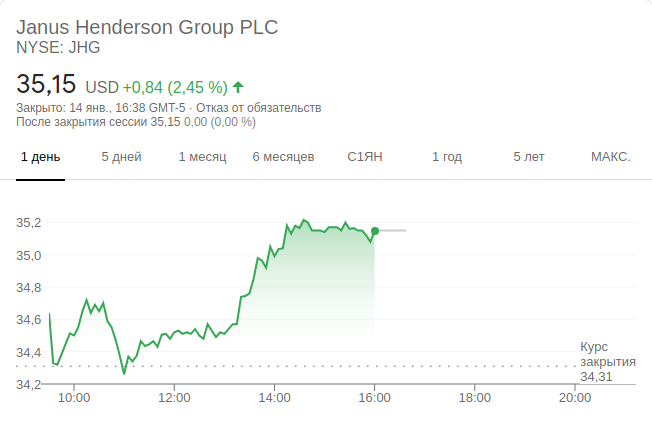 Janus Henderson Group PLC
NYSE: JHG
35,15 USD +0,84 (2,45 %)
Закрыто: 14 янв., 16:38 GMT-5 · Отказ от обязательств
После закрытия сессии 35,15 0,00 (0,00 %)
1 день 5 дней 1 месяц 6 месяцев С1ЯН 1 год 5 лет МАКС.
35,2
35,0
34,8
34,6
34,4
34,2
Курс
закрытия
34,31
10:00 12:00 14:00 16:00 18:00 20:00